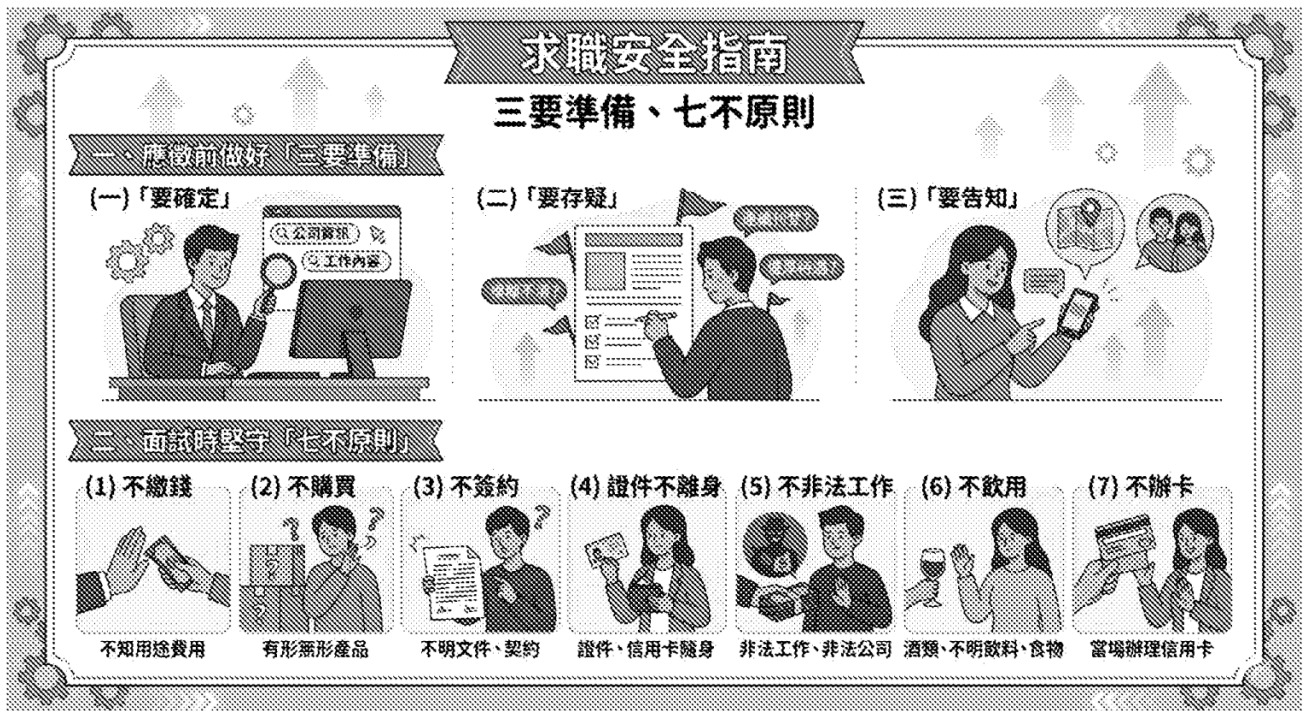 求職安全指南
三要準備、七不原則
一、應徵前做好「三要準備」
(一)「要確定」
公司資訊
工作內容
(二)「要存疑」
(三)「要告知」
二、面試時堅守「七不原則」
(1) 不繳錢
不知用途費用
(2) 不購買
有形無形產品
(3) 不簽約
不明文件、契約
(4) 證件不離身
證件、信用卡隨身
(5) 不非法工作
非法工作、非法公司
(6) 不飲用
酒類、不明飲料、食物
(7) 不辦卡
當場辦理信用卡